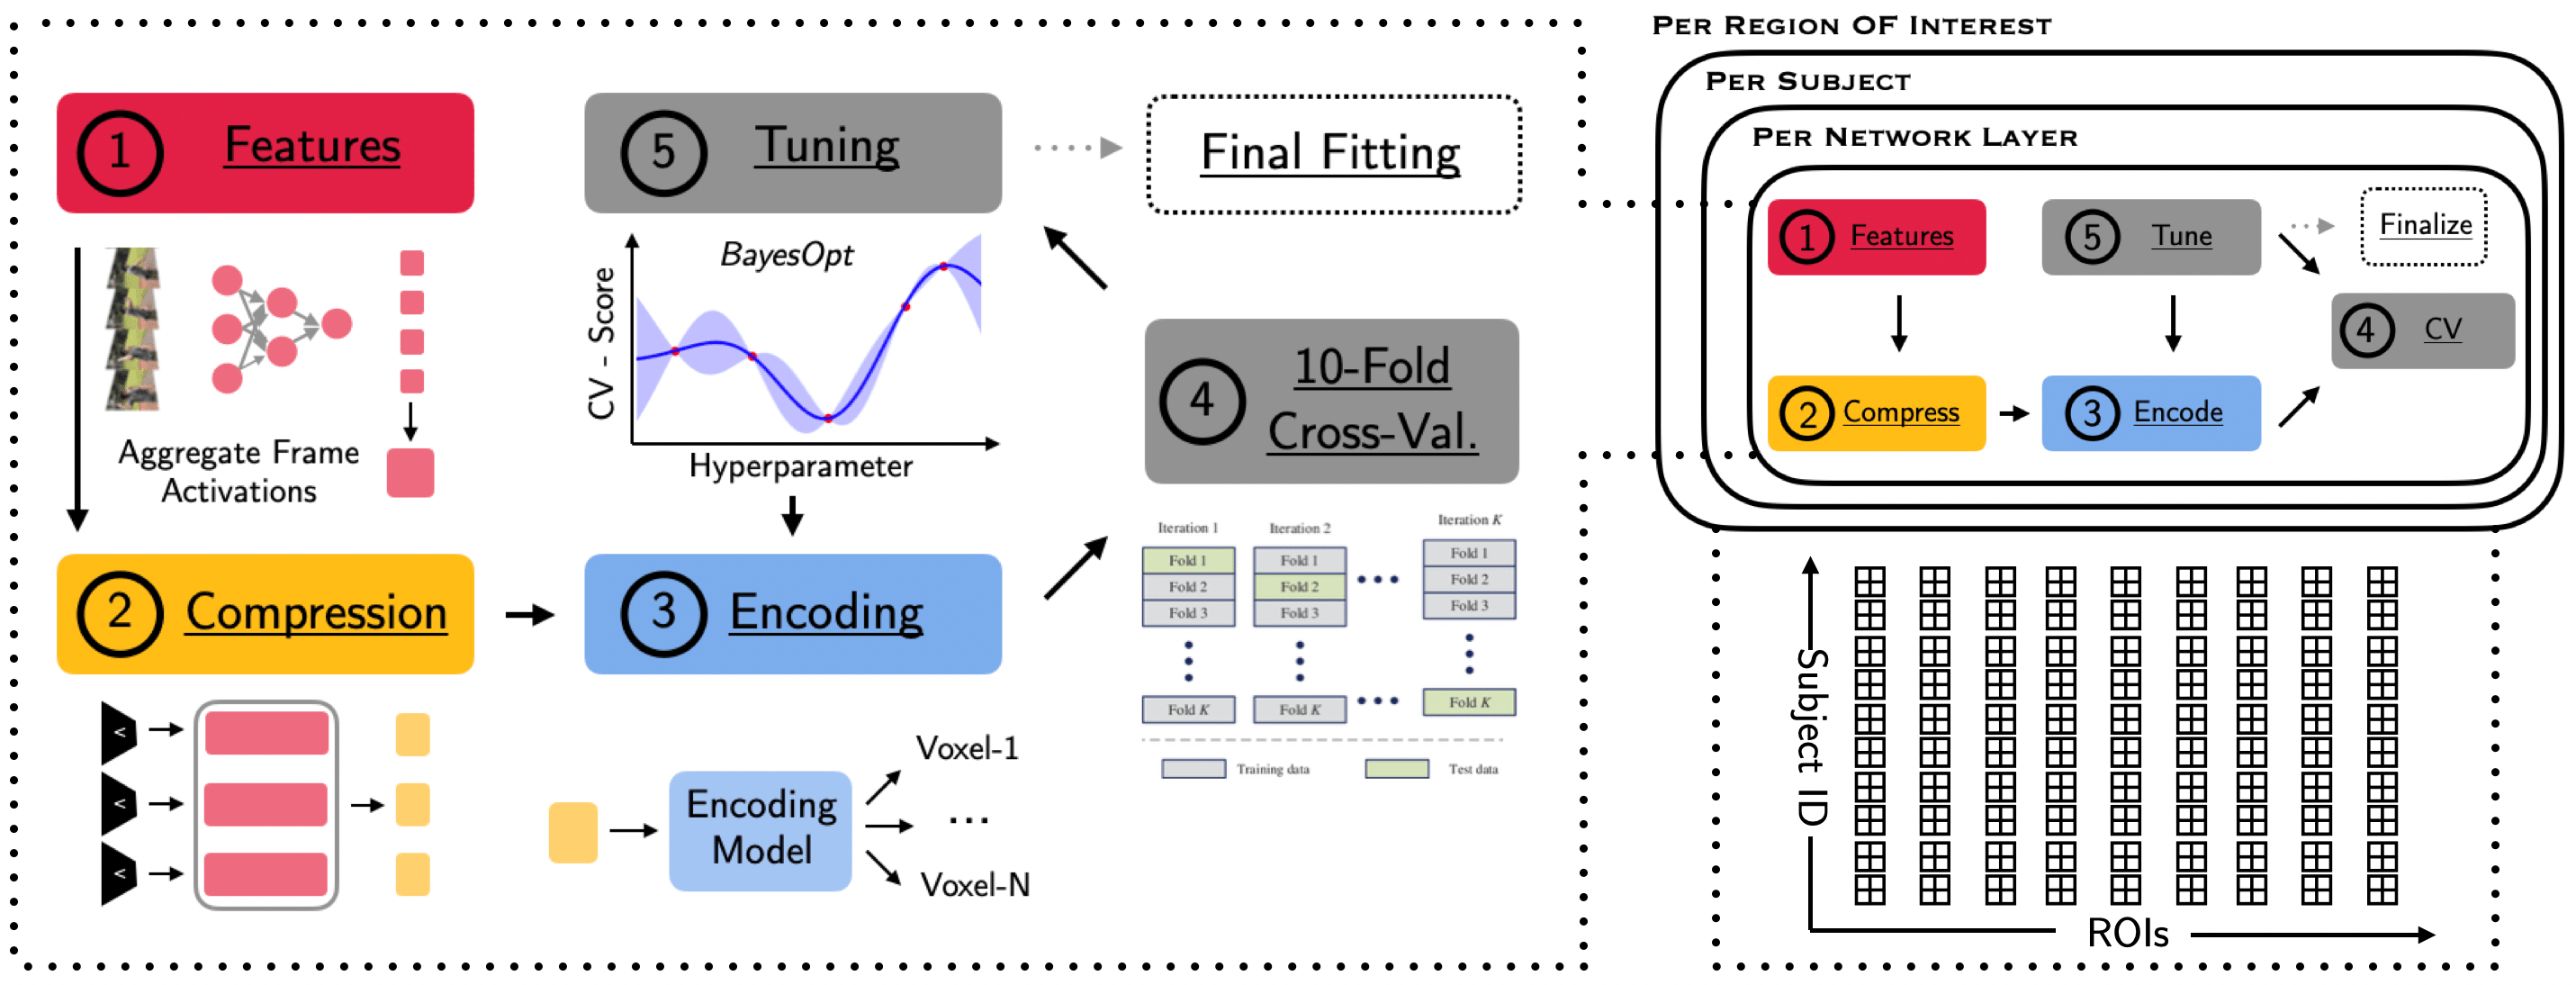 1 Features
Aggregate Frame
Activations
2 Compression
<
<
<
5 Tuning
BayesOpt
CV - Score
Hyperparameter
3 Encoding
Encoding
Model
Voxel-1
...
Voxel-N
Final Fitting
4 10-Fold
Cross-Val.
Iteration 1
Fold 1
Fold 2
Fold 3
Fold K
Iteration 2
Fold 1
Fold 2
Fold 3
Fold K
Iteration K
Fold 1
Fold 2
Fold 3
Fold K
Training data
Test data
PER REGION OF INTEREST
PER SUBJECT
PER NETWORK LAYER
1 Features
5 Tune
Finalize
4 CV
2 Compress
3 Encode
Subject ID
ROIs